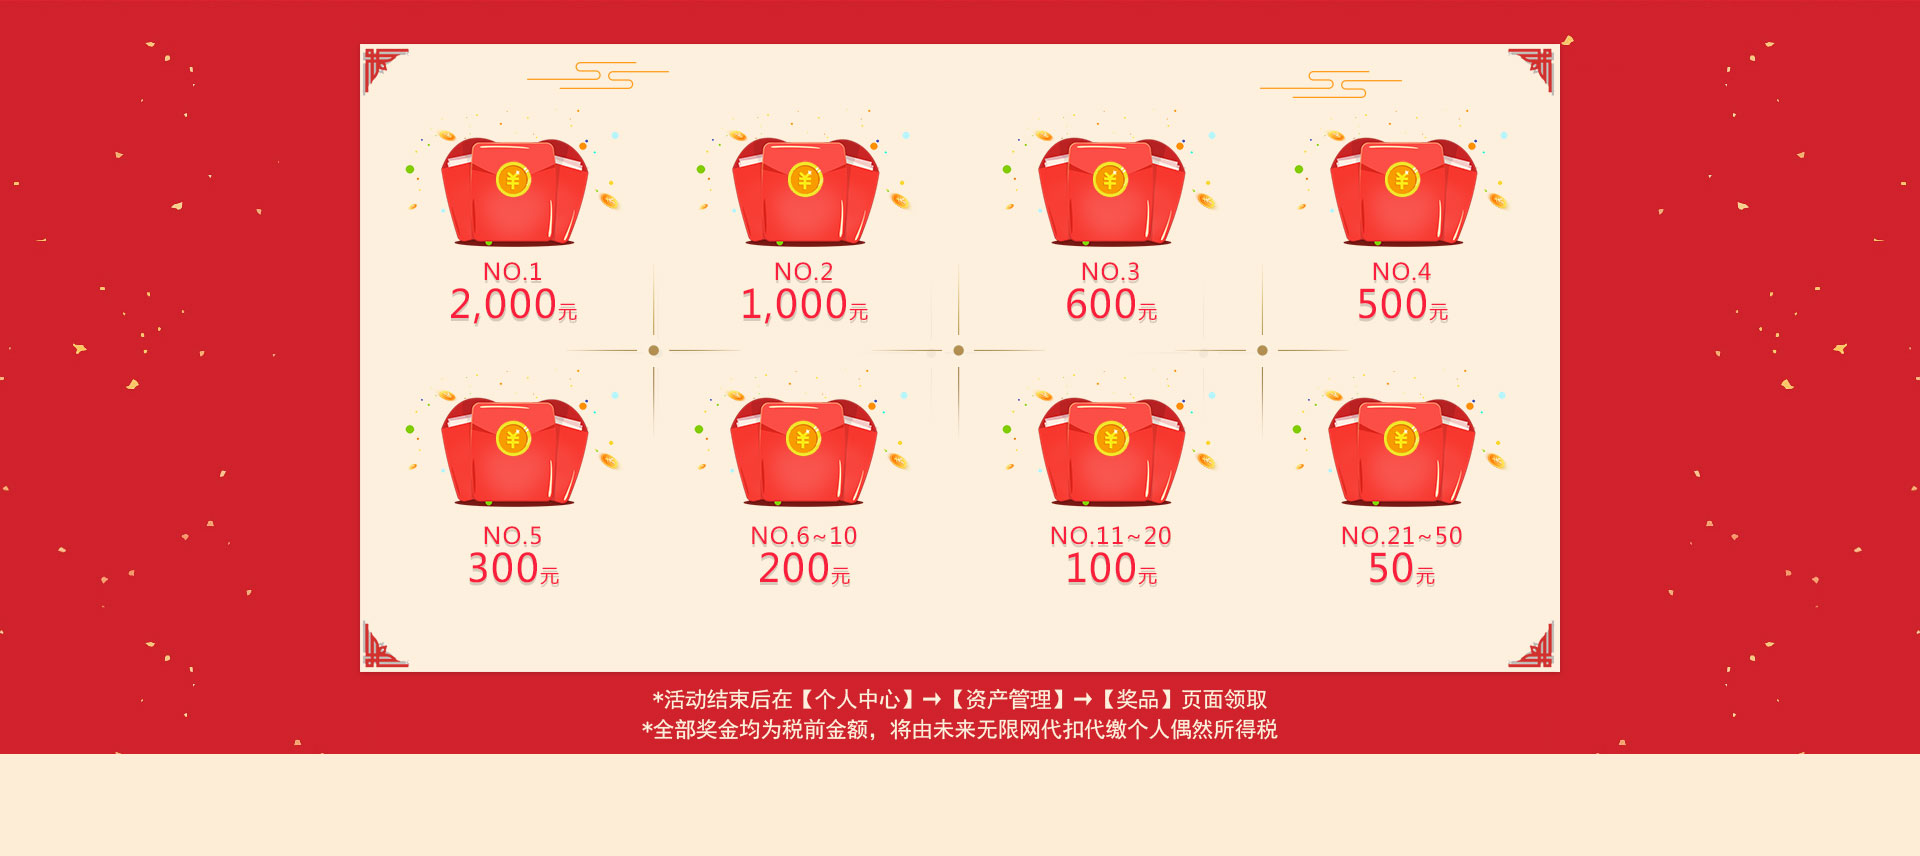 NO.1
2,000元
NO.2
1,000元
NO.3
600元
NO.4
500元
NO.5
300元
NO.6~10
200元
NO.11~20
100元
NO.21~50
50元
*活动结束后在【个人中心】→【资产管理】→【奖品】页面领取
*全部奖金均为税前金额，将由未来无限网代扣代缴个人偶然所得税